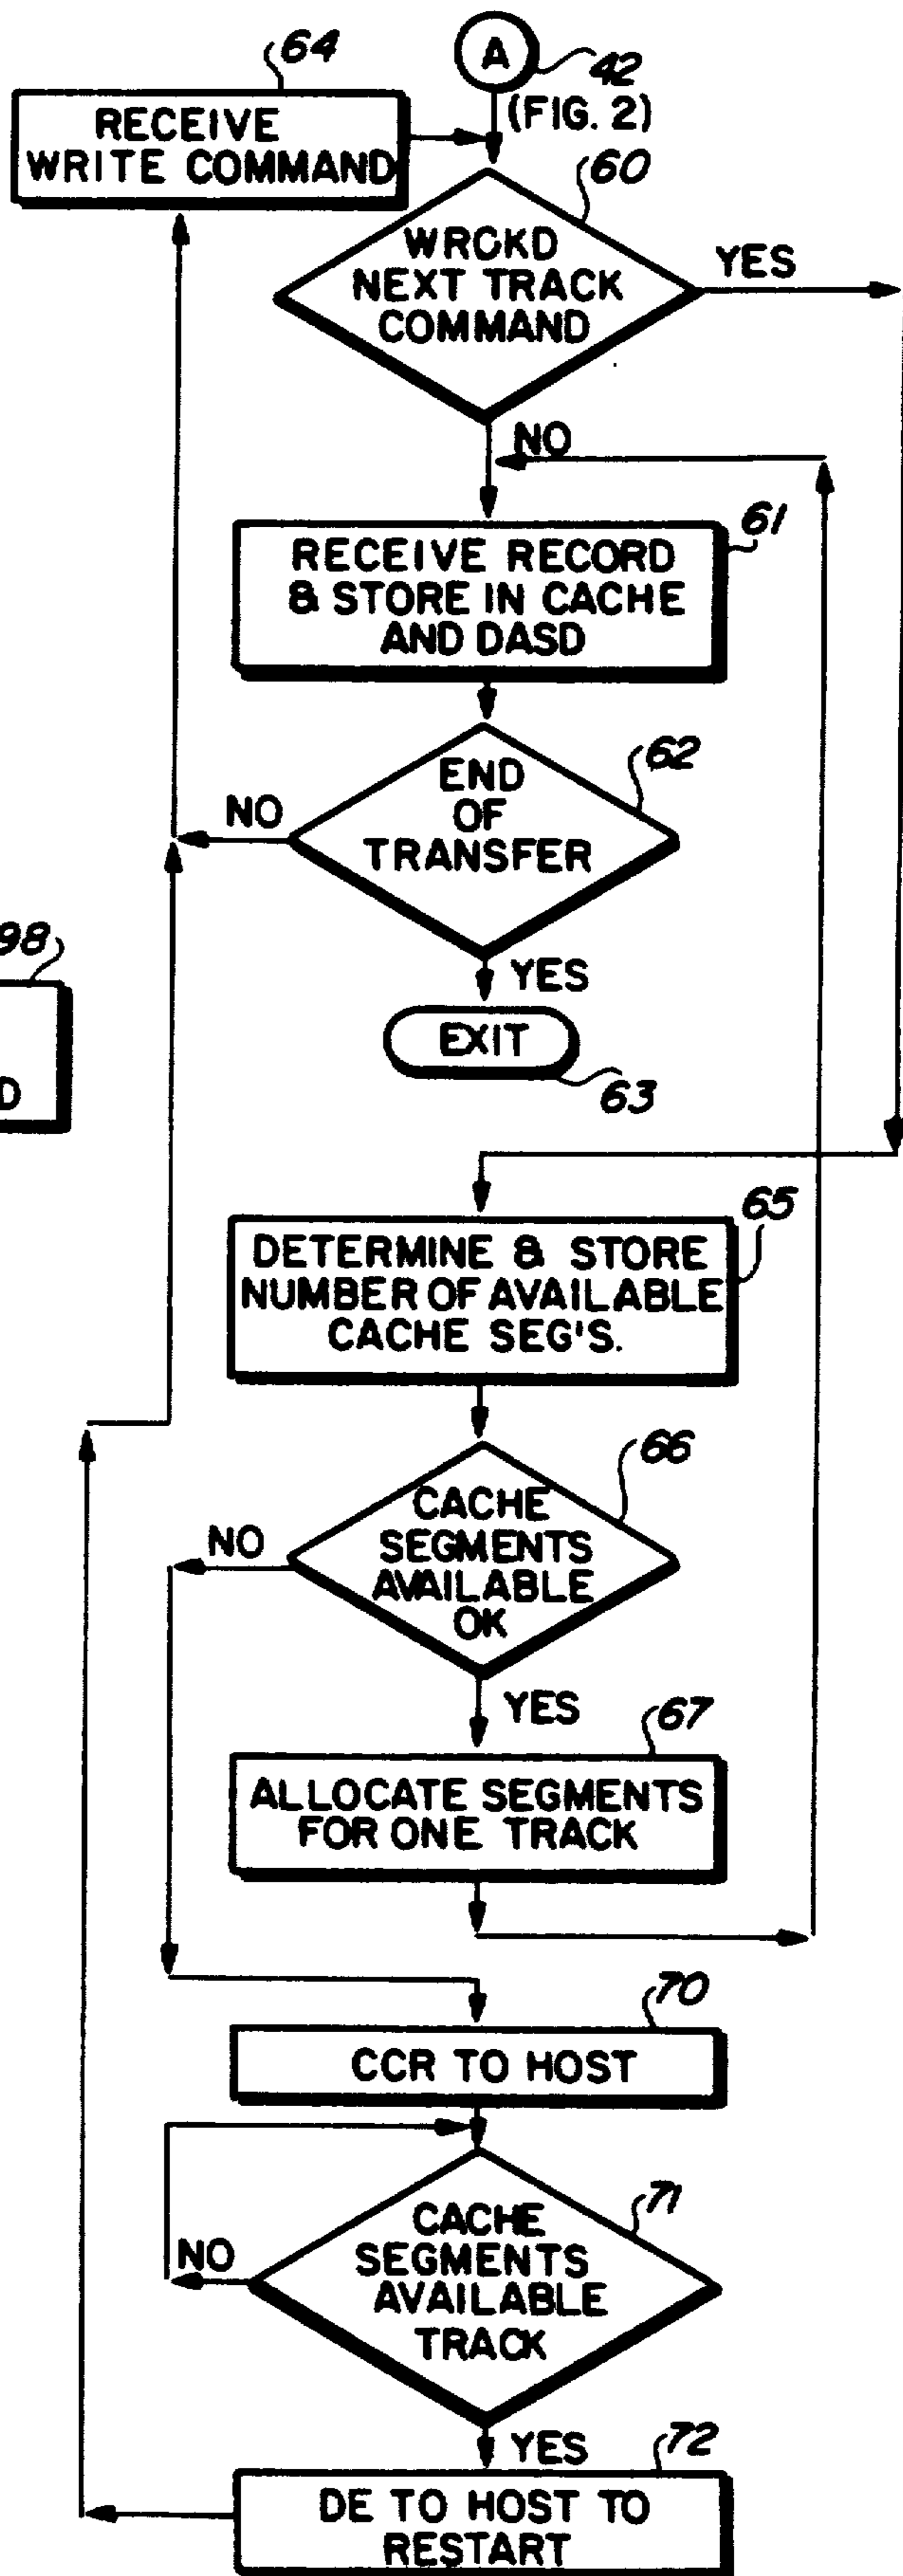 64
A
42
(FIG. 2)
RECEIVE
WRITE COMMAND
60
WRCKD
NEXT TRACK
COMMAND
YES
NO
61
RECEIVE RECORD
& STORE IN CACHE
AND DASD
62
END
OF
TRANSFER
NO
YES
98
D
EXIT
63
65
DETERMINE & STORE
NUMBER OF AVAILABLE
CACHE SEG'S.
66
CACHE
SEGMENTS
AVAILABLE
OK
NO
YES
67
ALLOCATE SEGMENTS
FOR ONE TRACK
70
CCR TO HOST
71
CACHE
SEGMENTS
AVAILABLE
TRACK
NO
YES
72
DE TO HOST TO
RESTART